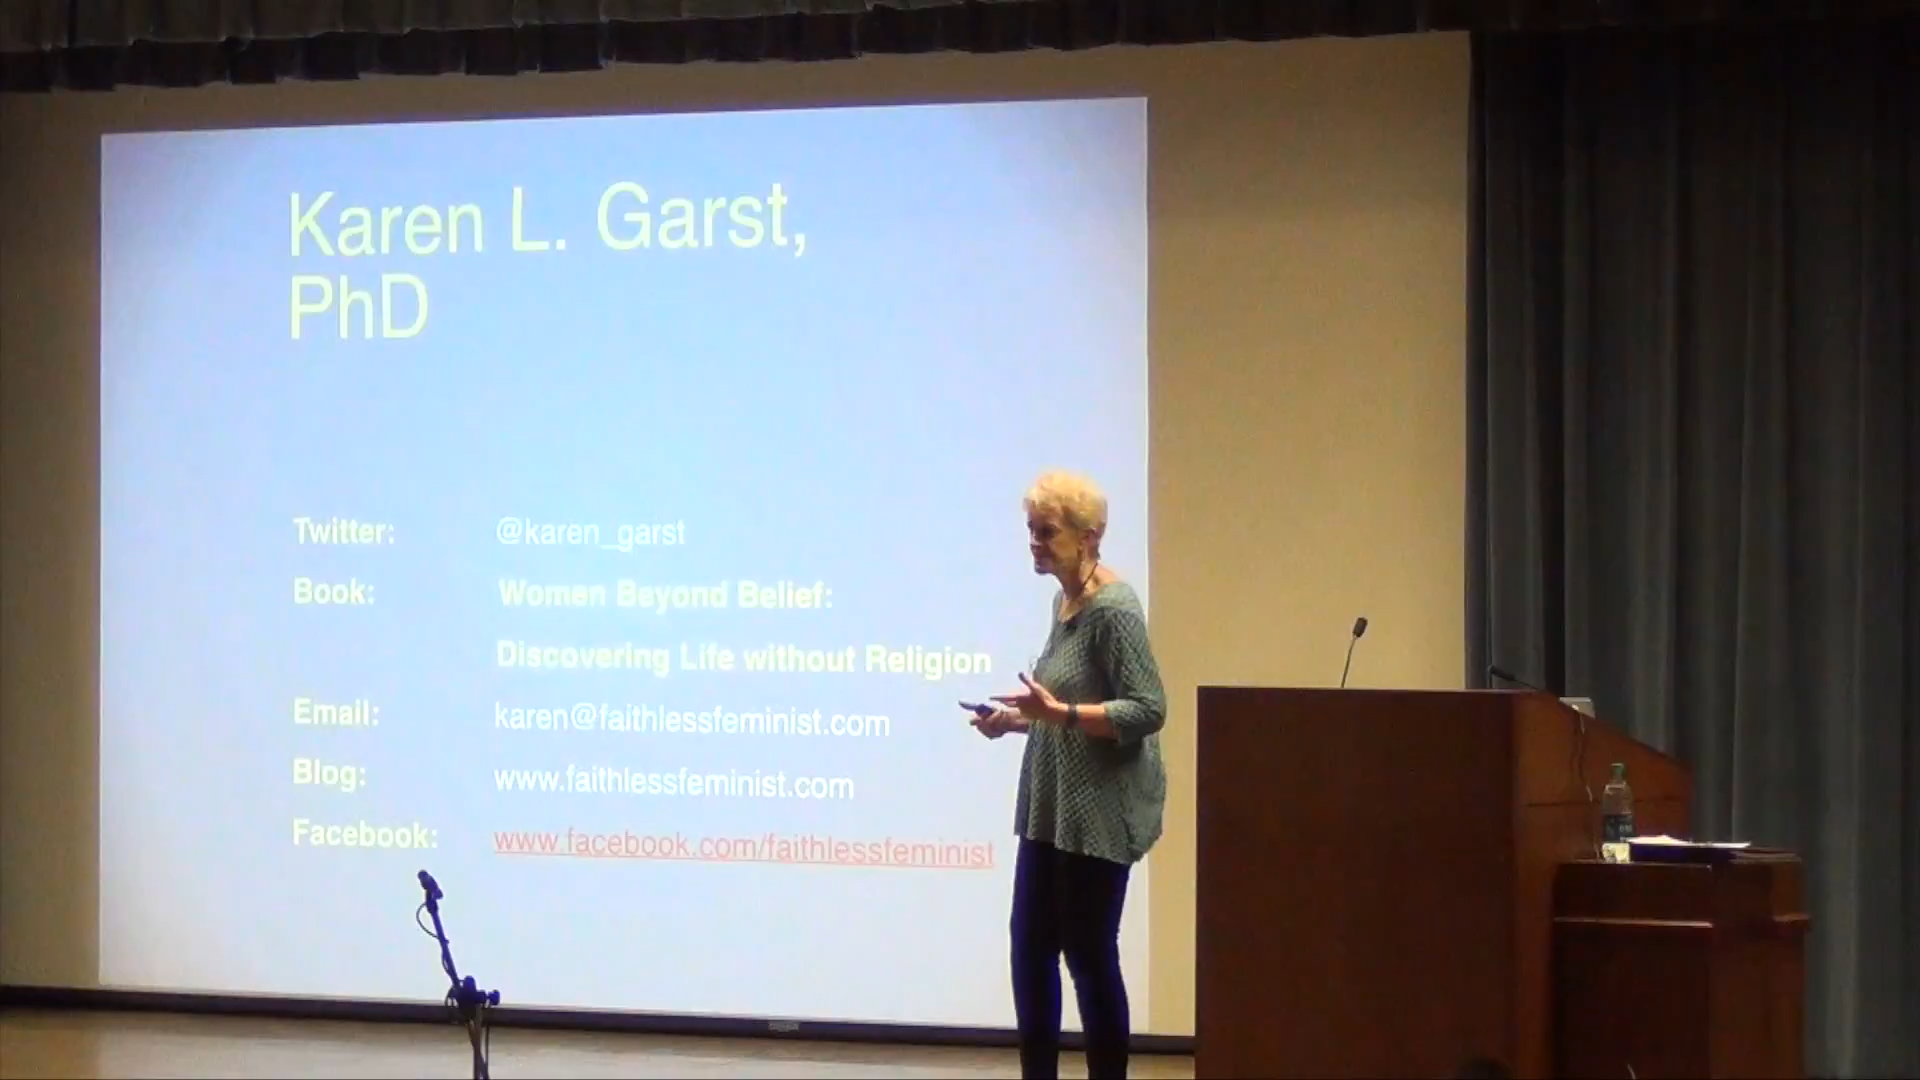 Karen L. Garst,
PhD
Twitter: @karen_garst
Book: Women Beyond Belief:
Discovering Life without Religion
Email: karen@faithlessfeminist.com
Blog: www.faithlessfeminist.com
Facebook: www.facebook.com/faithlessfeminist